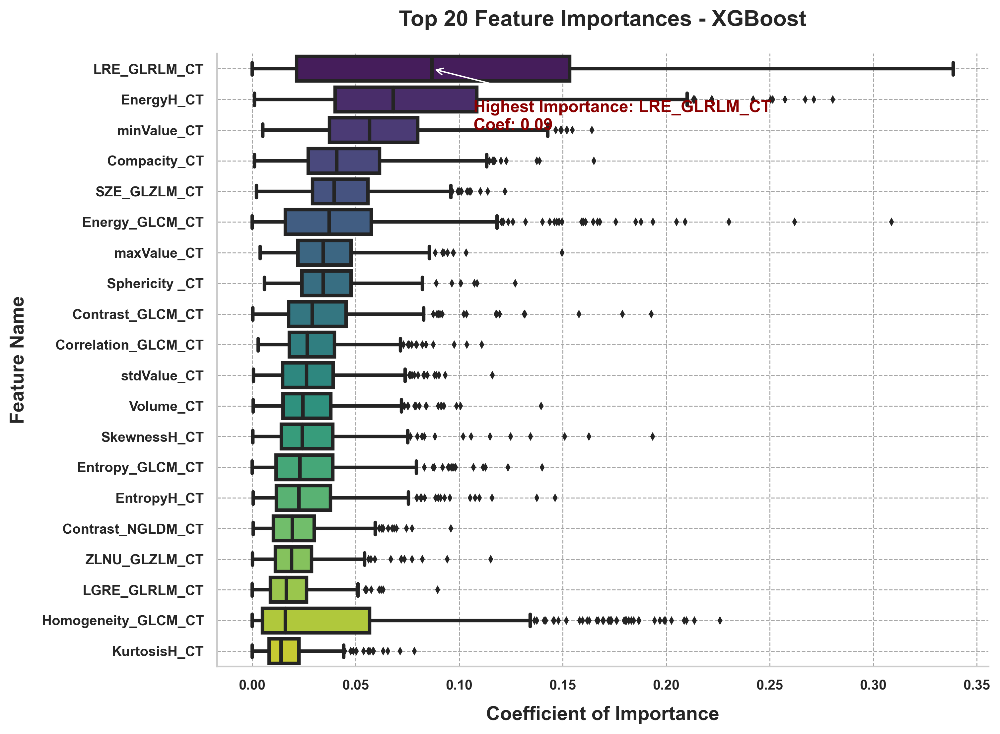 Top 20 Feature Importances - XGBoost
Feature Name
LRE_GLRLM_CT
EnergyH_CT
minValue_CT
Compacity_CT
SZE_GLZLM_CT
Energy_GLCM_CT
maxValue_CT
Sphericity _CT
Contrast_GLCM_CT
Correlation_GLCM_CT
stdValue_CT
Volume_CT
SkewnessH_CT
Entropy_GLCM_CT
EntropyH_CT
Contrast_NGLDM_CT
ZLNU_GLZLM_CT
LGRE_GLRLM_CT
Homogeneity_GLCM_CT
KurtosisH_CT
Highest Importance: LRE_GLRLM_CT
Coef: 0.09
0.00 0.05 0.10 0.15 0.20 0.25 0.30 0.35
Coefficient of Importance